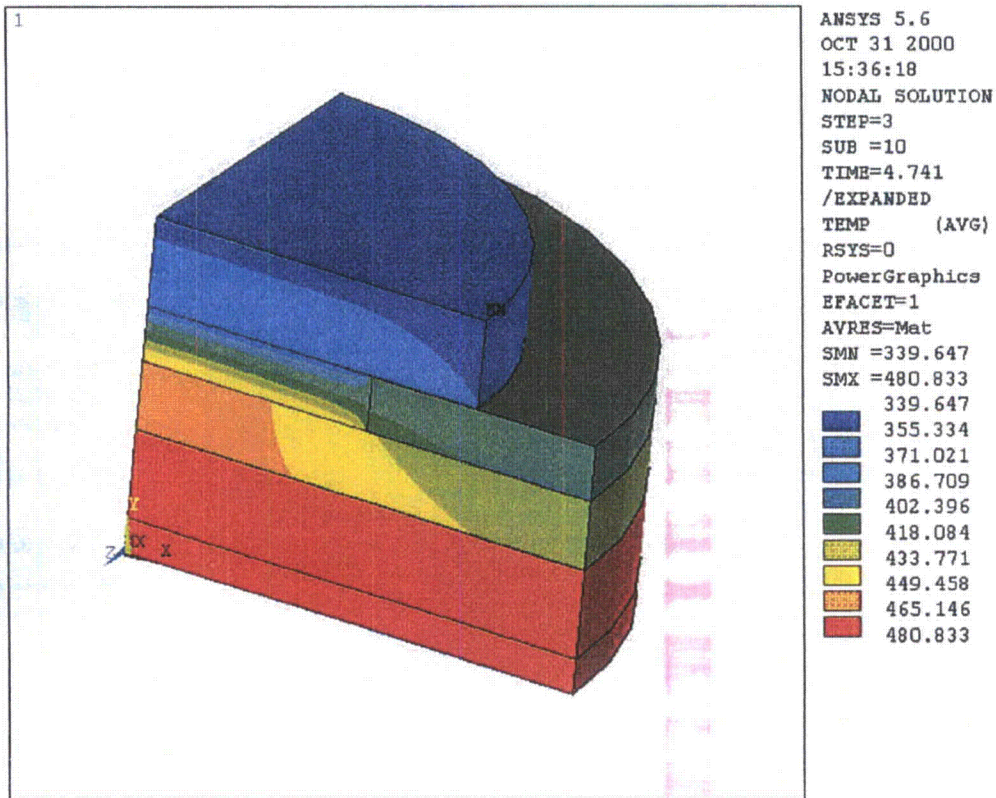 1
ANSYS 5.6
OCT 31 2000
15:36:18
NODAL SOLUTION
STEP=3
SUB =10
TIME=4.741
/EXPANDED
TEMP (AVG)
RSYS=0
PowerGraphics
EFACET=1
AVRES=Mat
SMN =339.647
SMX =480.833
339.647
355.334
371.021
386.709
402.396
418.084
433.771
449.458
465.146
480.833
MN
Y
Z
X